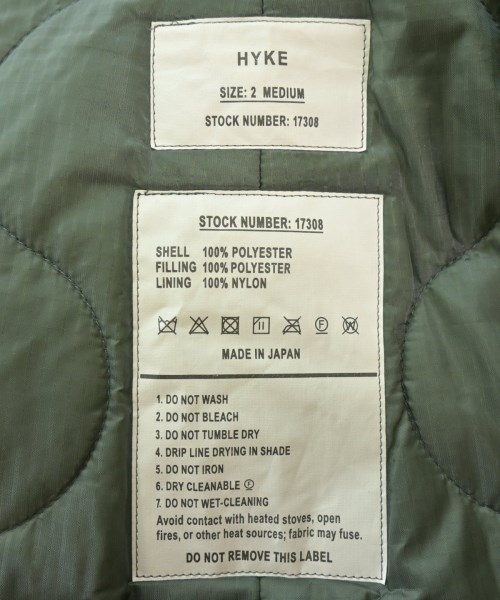 HYKE
SIZE: 2 MEDIUM
STOCK NUMBER: 17308
STOCK NUMBER: 17308
SHELL 100% POLYESTER
FILLING 100% POLYESTER
LINING 100% NYLON
MADE IN JAPAN
1. DO NOT WASH
2. DO NOT BLEACH
3. DO NOT TUMBLE DRY
4. DRIP LINE DRYING IN SHADE
5. DO NOT IRON
6. DRY CLEANABLE Ⓕ
7. DO NOT WET-CLEANING
Avoid contact with heated stoves, open
fires, or other heat sources; fabric may fuse.
DO NOT REMOVE THIS LABEL